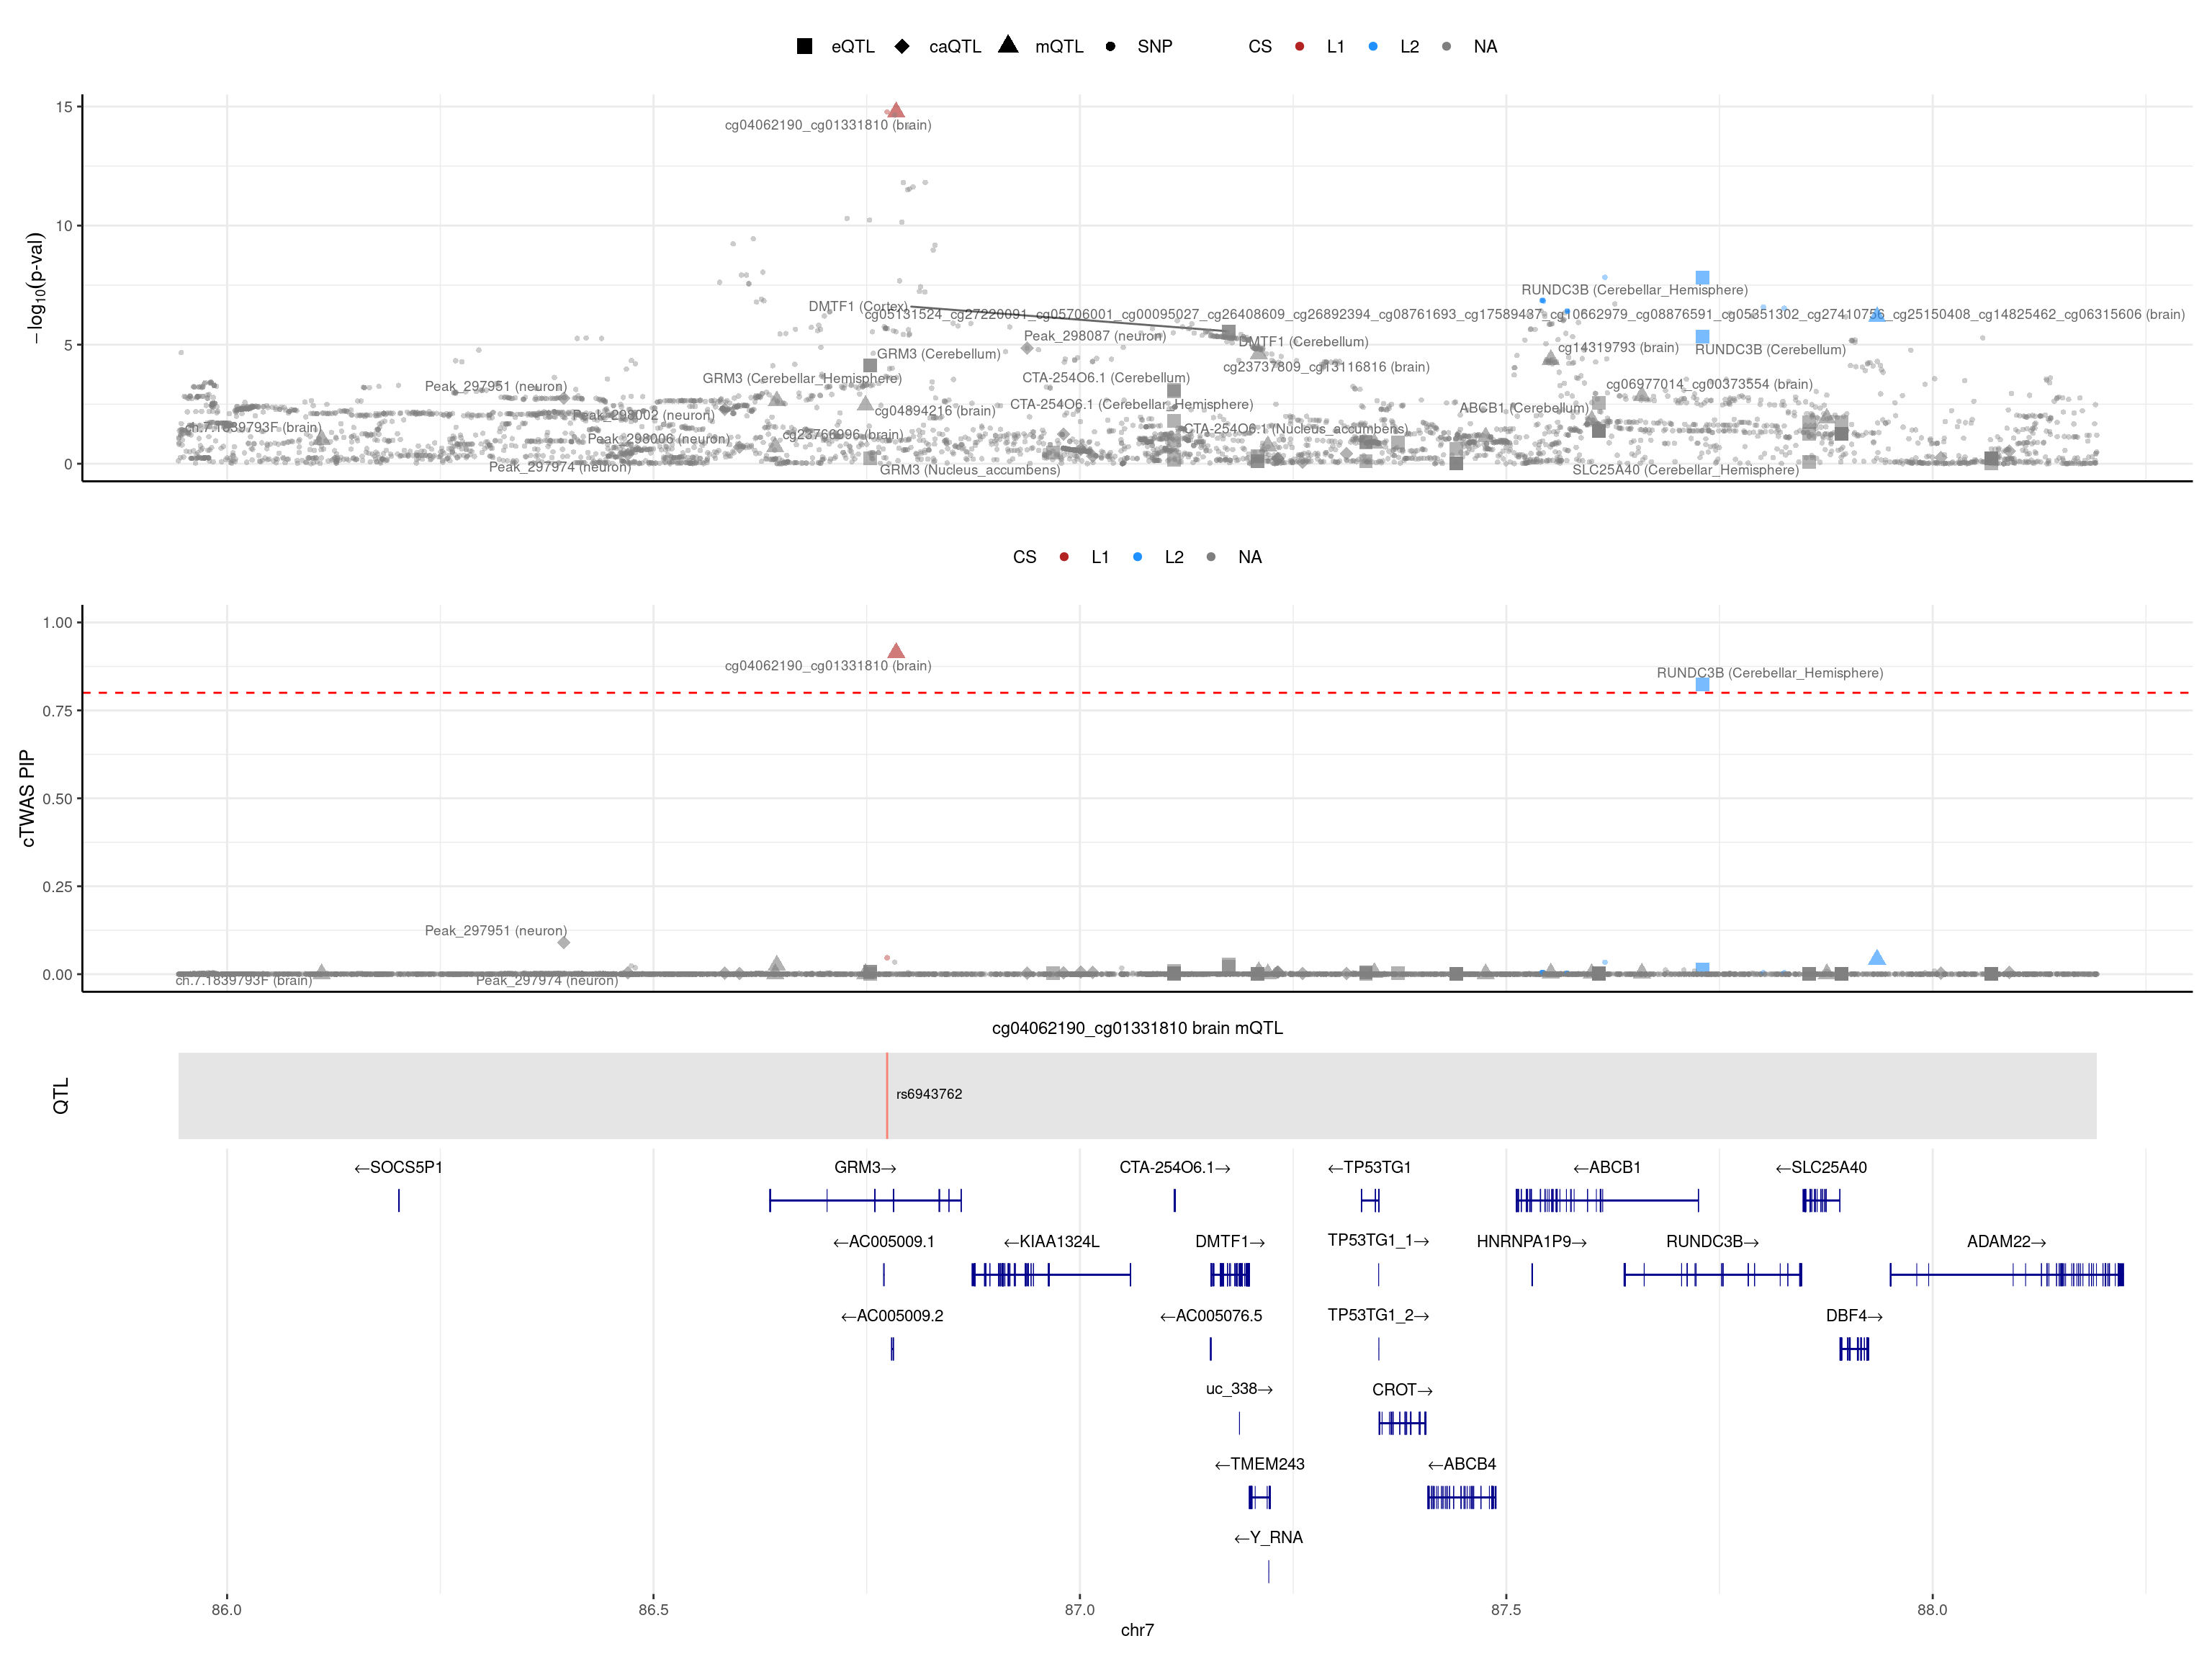 eQTL caQTL mQTL SNP CS L1 L2 NA
−log10(p-val)
15
10
5
0
cg04062190_cg01331810 (brain)
RUNDC3B (Cerebellar_Hemisphere)
DMTF1 (Cortex)
cg05131524_cg27220091_cg05706001_cg00095027_cg26408609_cg26892394_cg08761693_cg17589487_cg10662979_cg08876591_cg05851302_cg27410756_cg25150408_cg14825462_cg06315606 (brain)
Peak_298087 (neuron)
DMTF1 (Cerebellum)
cg14319793 (brain)
RUNDC3B (Cerebellum)
GRM3 (Cerebellum)
cg23737809_cg13116816 (brain)
GRM3 (Cerebellar_Hemisphere)
CTA-254O6.1 (Cerebellum)
Peak_297951 (neuron)
cg06977014_cg00373554 (brain)
CTA-254O6.1 (Cerebellar_Hemisphere)
ABCB1 (Cerebellum)
cg04894216 (brain)
Peak_298002 (neuron)
ch.7.1839793F (brain)
CTA-254O6.1 (Nucleus_accumbens)
cg23766996 (brain)
Peak_298006 (neuron)
Peak_297974 (neuron)
GRM3 (Nucleus_accumbens)
SLC25A40 (Cerebellar_Hemisphere)
CS L1 L2 NA
cTWAS PIP
1.00
0.75
0.50
0.25
0.00
cg04062190_cg01331810 (brain)
RUNDC3B (Cerebellar_Hemisphere)
Peak_297951 (neuron)
ch.7.1839793F (brain)
Peak_297974 (neuron)
cg04062190_cg01331810 brain mQTL
QTL
rs6943762
←SOCS5P1 GRM3→ CTA-254O6.1→ ←TP53TG1 ←ABCB1 ←SLC25A40
←AC005009.1 ←KIAA1324L DMTF1→ TP53TG1_1→ HNRNPA1P9→ RUNDC3B→ ADAM22→
←AC005009.2 ←AC005076.5 TP53TG1_2→ DBF4→
uc_338→ CROT→
←TMEM243 ←ABCB4
←Y_RNA
86.0 86.5 87.0 87.5 88.0
chr7